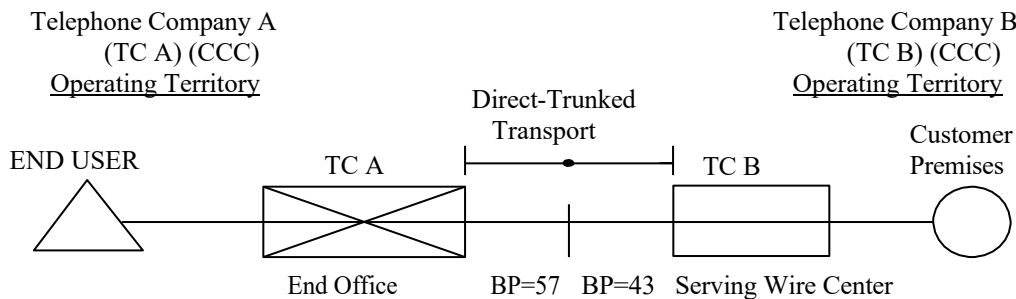 Telephone Company A
(TC A) (CCC)
Operating Territory
Telephone Company B
(TC B) (CCC)
Operating Territory
Direct-Trunked
Transport
Customer
Premises
END USER
TC A
TC B
End Office
BP=57
BP=43
Serving Wire Center